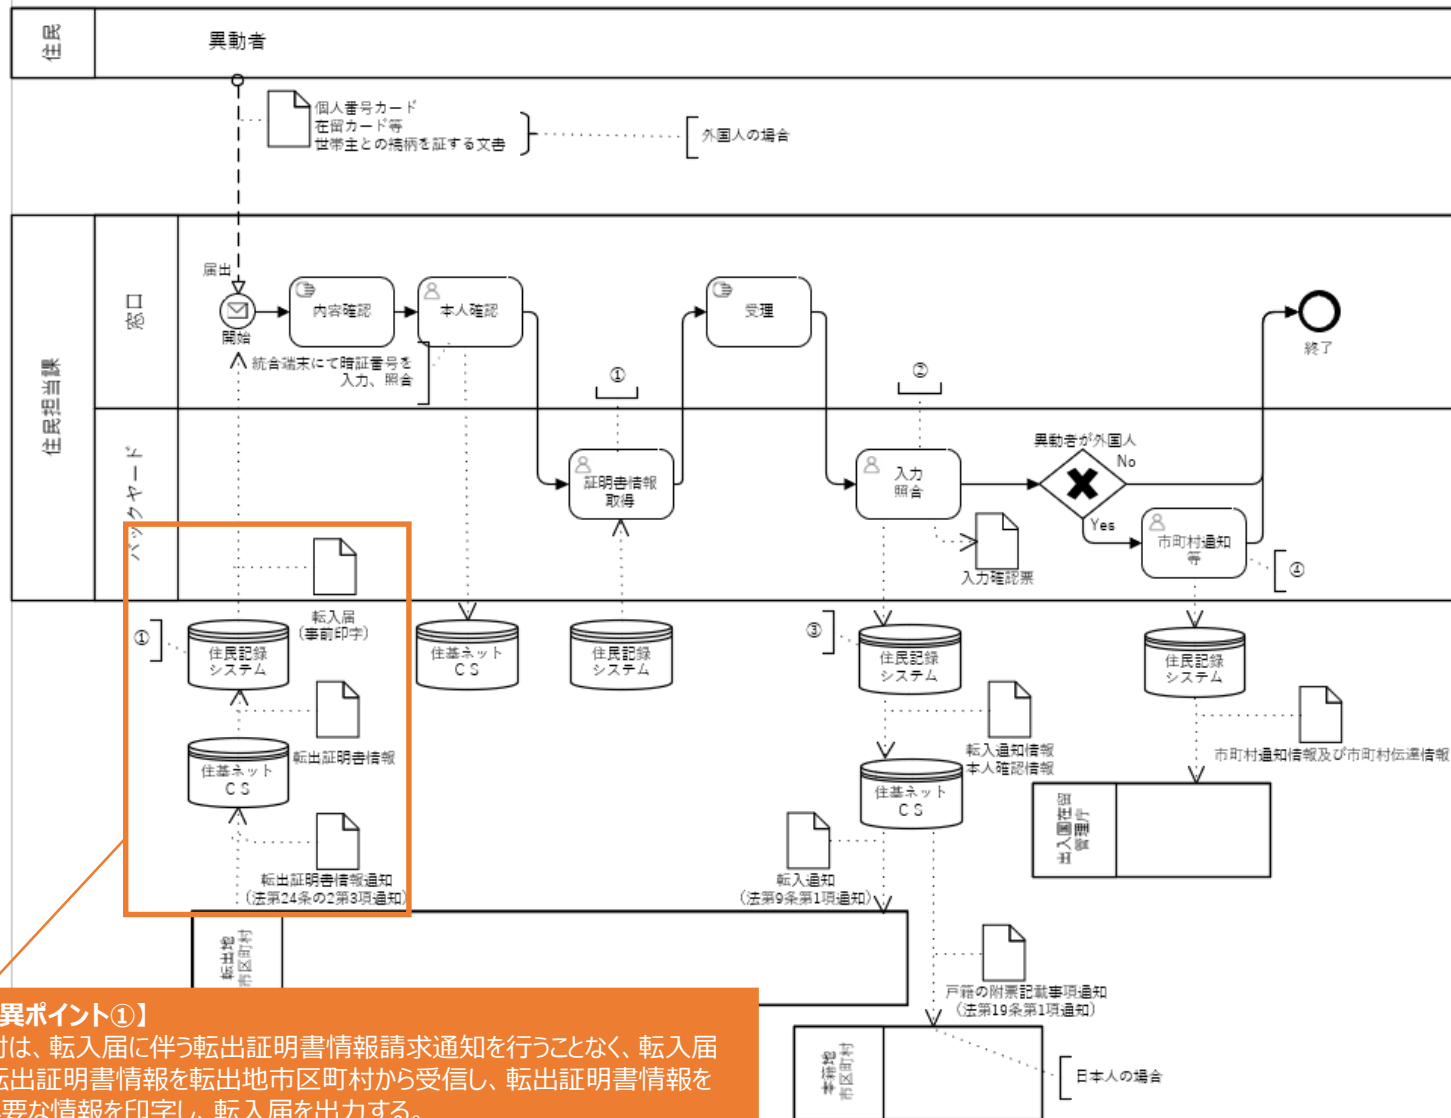 住民
異動者
個人番号カード
在留カード等
世帯主との続柄を証する文書
外国人の場合
住民担当課
窓口
届出
開始
内容確認
本人確認
受理
終了
統合端末にて暗証番号を
入力、照合
①
②
バックヤード
証明書情報
取得
入力
照合
異動者が外国人
No
Yes
市町村通知
等
④
入力確認票
転入届
(事前印字)
①
住民記録
システム
住基ネット
CS
住民記録
システム
③
住民記録
システム
住民記録
システム
転出証明書情報
住基ネット
CS
転入通知情報
本人確認情報
住基ネット
CS
市町村通知情報及び市町村伝達情報
出入国在留
管理庁
転出証明書情報通知
(法第24条の2第3項通知)
転入通知
(法第9条第1項通知)
転出地
市区町村
戸籍の附票記載事項通知
(法第19条第1項通知)
本籍地
市区町村
日本人の場合
異ポイント①】
村は、転入届に伴う転出証明書情報請求通知を行うことなく、転入届
転出証明書情報を転出地市区町村から受信し、転出証明書情報を
必要な情報を印字し、転入届を出力する。